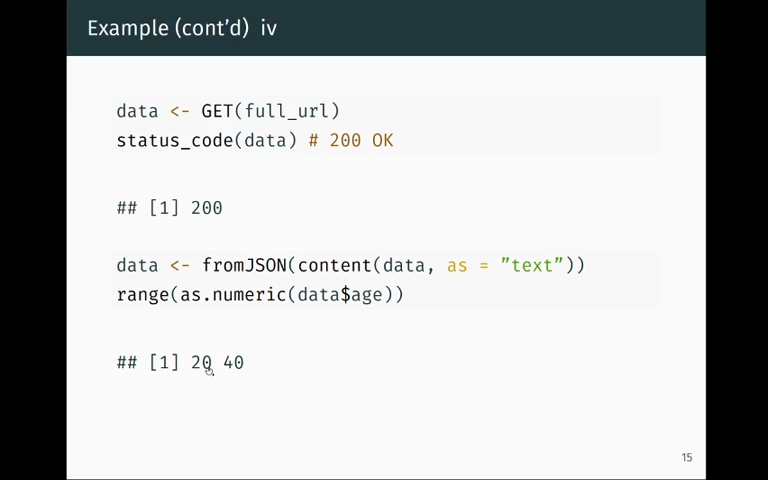 Example (cont’d) iv
data <- GET(full_url)
status_code(data) # 200 OK
## [1] 200
data <- fromJSON(content(data, as = ”text”))
range(as.numeric(data$age))
## [1] 20 40
15